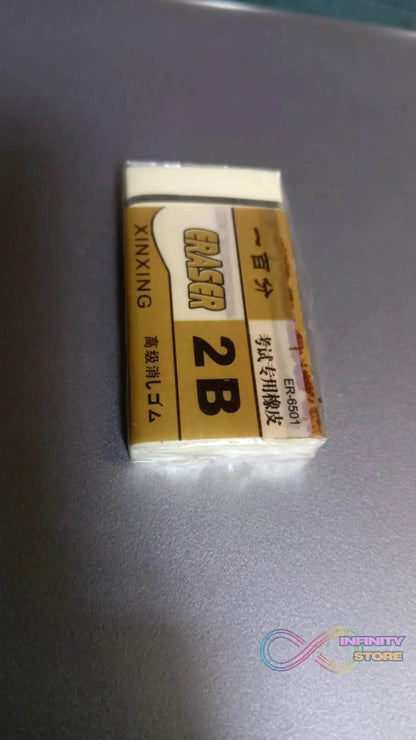 一百分
ERASER
XINXING
ER-6501
考试专用橡皮
2B
高級消しゴム
INFINITY
STORE